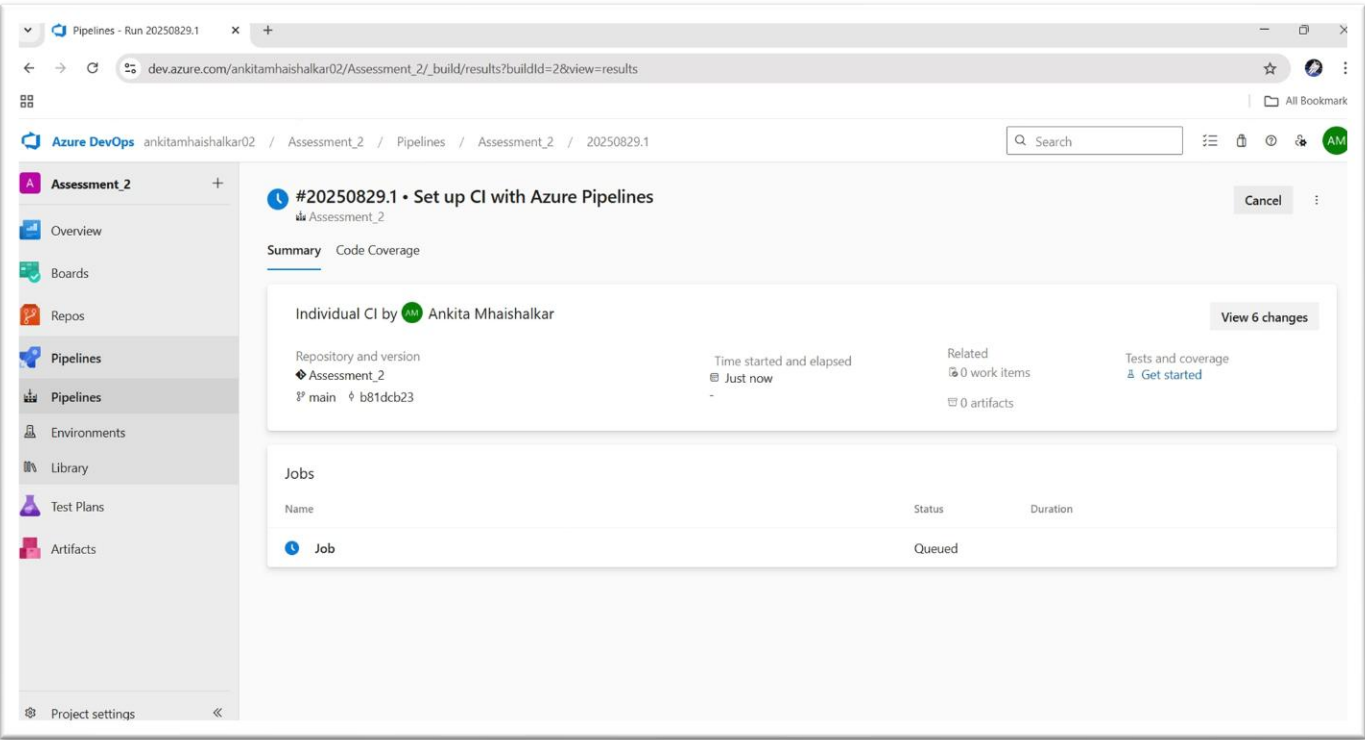 Pipelines - Run 20250829.1
dev.azure.com/ankitamhaishalkar02/Assessment_2/_build/results?buildId=2&view=results
All Bookmark
Azure DevOps ankitamhaishalkar02 / Assessment_2 / Pipelines / Assessment_2 / 20250829.1
Search
AM
A Assessment_2 +
Overview
Boards
Repos
Pipelines
Pipelines
Environments
Library
Test Plans
Artifacts
Project settings
#20250829.1 • Set up CI with Azure Pipelines
Assessment_2
Cancel
Summary Code Coverage
Individual CI by AM Ankita Mhaishalkar
View 6 changes
Repository and version
Assessment_2
main b81dcb23
Time started and elapsed
Just now
-
Related
0 work items
0 artifacts
Tests and coverage
Get started
Jobs
Name Status Duration
Job Queued